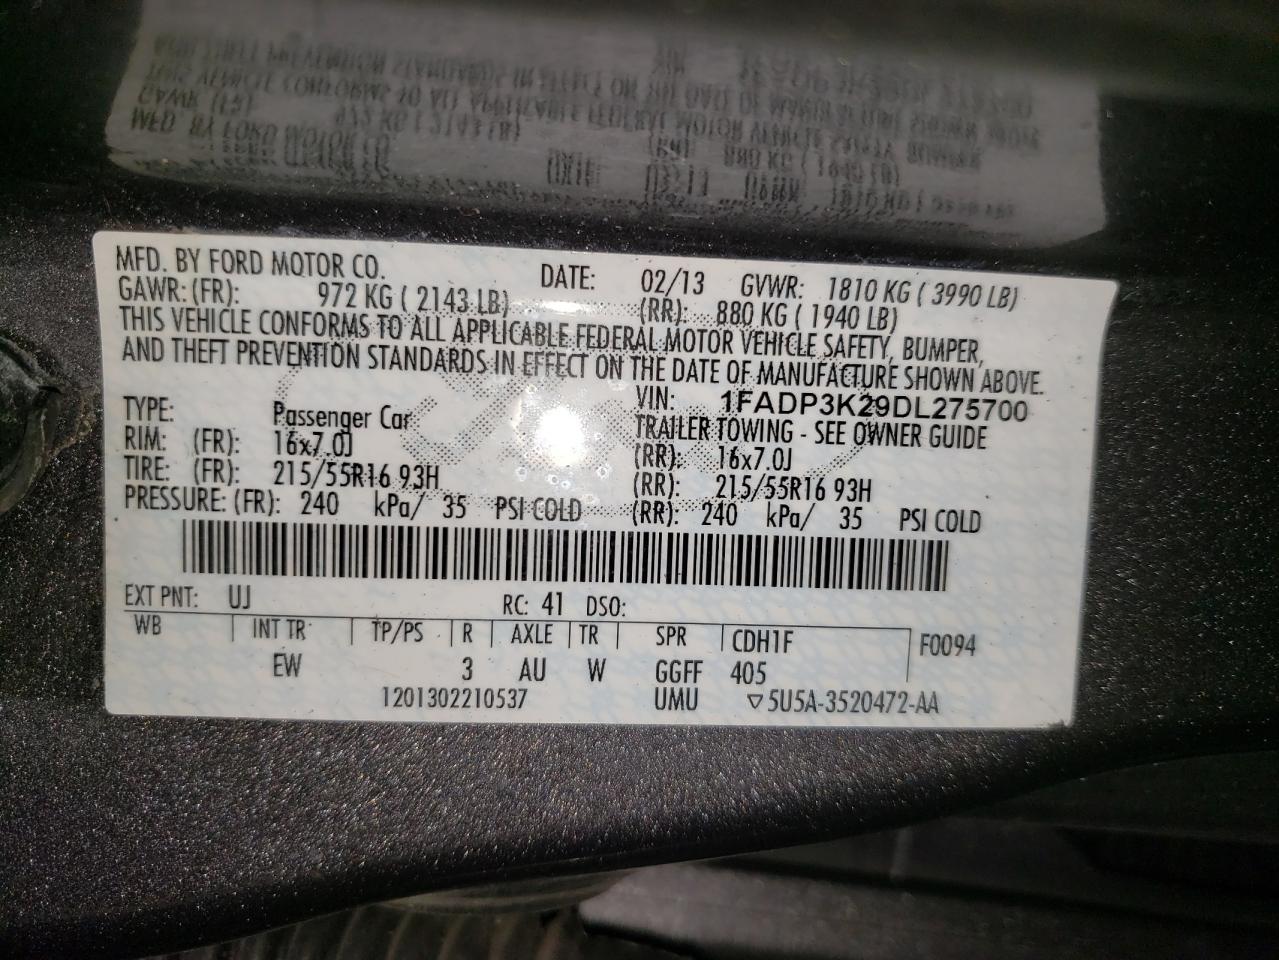 MFD. BY FORD MOTOR CO. DATE: 02/13 GVWR: 1810 KG ( 3990 LB)
GAWR: (FR): 972 KG ( 2143 LB) (RR): 880 KG ( 1940 LB)
THIS VEHICLE CONFORMS TO ALL APPLICABLE FEDERAL MOTOR VEHICLE SAFETY, BUMPER,
AND THEFT PREVENTION STANDARDS IN EFFECT ON THE DATE OF MANUFACTURE SHOWN ABOVE.
VIN: 1FADP3K29DL275700
TYPE: Passenger Car TRAILER TOWING - SEE OWNER GUIDE
RIM: (FR): 16x7.0J (RR): 16x7.0J
TIRE: (FR): 215/55R16 93H (RR): 215/55R16 93H
PRESSURE: (FR): 240 kPa/ 35 PSI COLD (RR): 240 kPa/ 35 PSI COLD
EXT PNT: UJ RC: 41 DSO:
WB INT TR TP/PS R AXLE TR SPR CDH1F F0094
EW 3 AU W GGFF 405
1201302210537 UMU ▽5U5A-3520472-AA